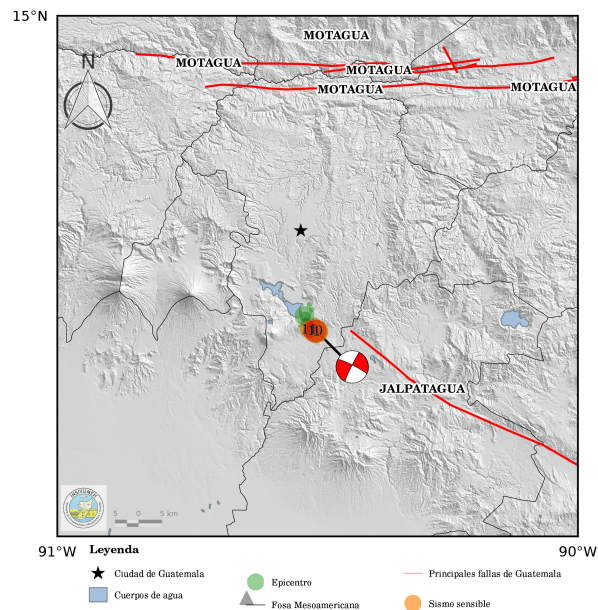 15°N
MOTAGUA
N
MOTAGUA
MOTAGUA
MOTAGUA
MOTAGUA
JALPATAGUA
INSIVUMEH
5 0 5 km
91°W
90°W
Leyenda
Ciudad de Guatemala
Epicentro
Principales fallas de Guatemala
Cuerpos de agua
Fosa Mesoamericana
Sismo sensible